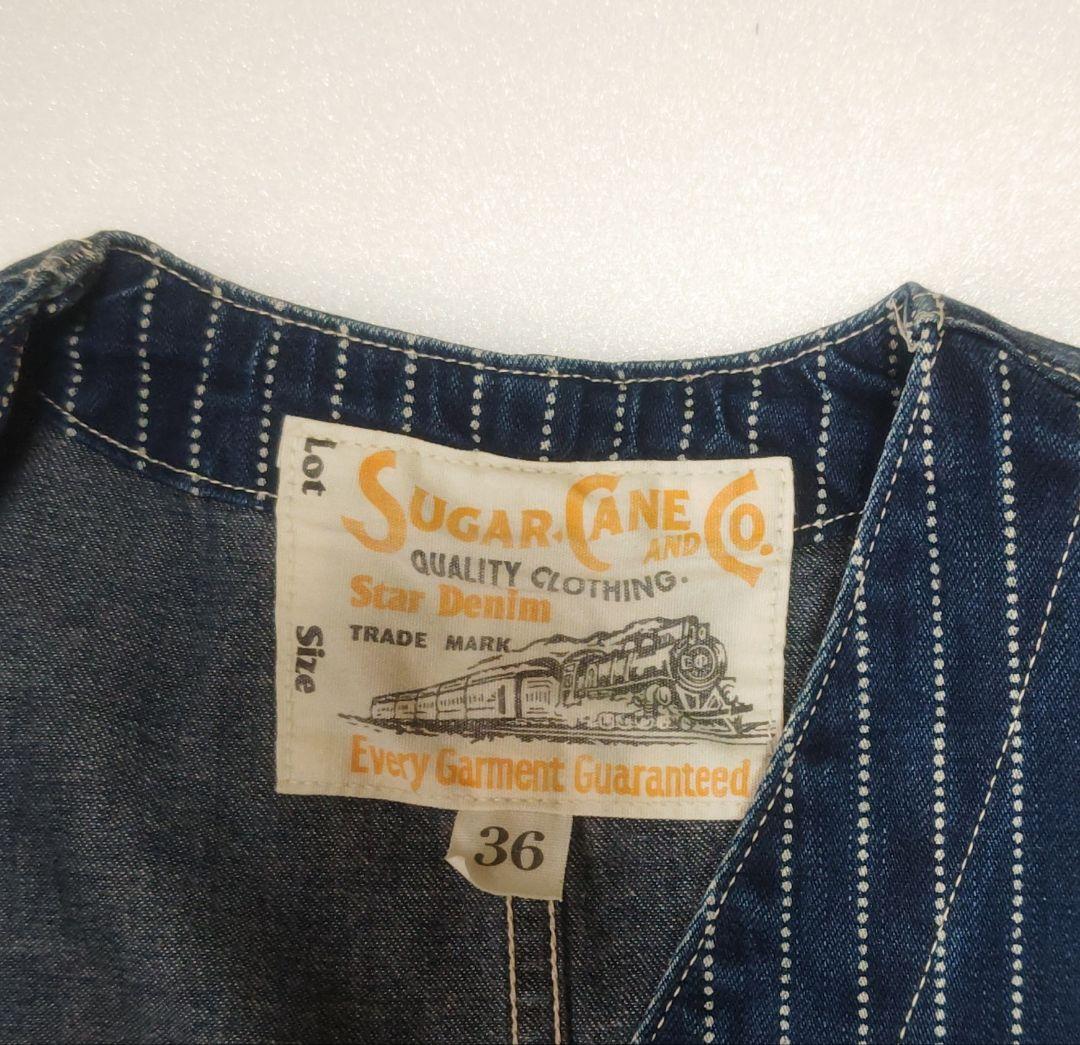 Lot
Size
SUGAR CANE AND CO.
QUALITY CLOTHING.
Star Denim
TRADE MARK
Every Garment Guaranteed
36